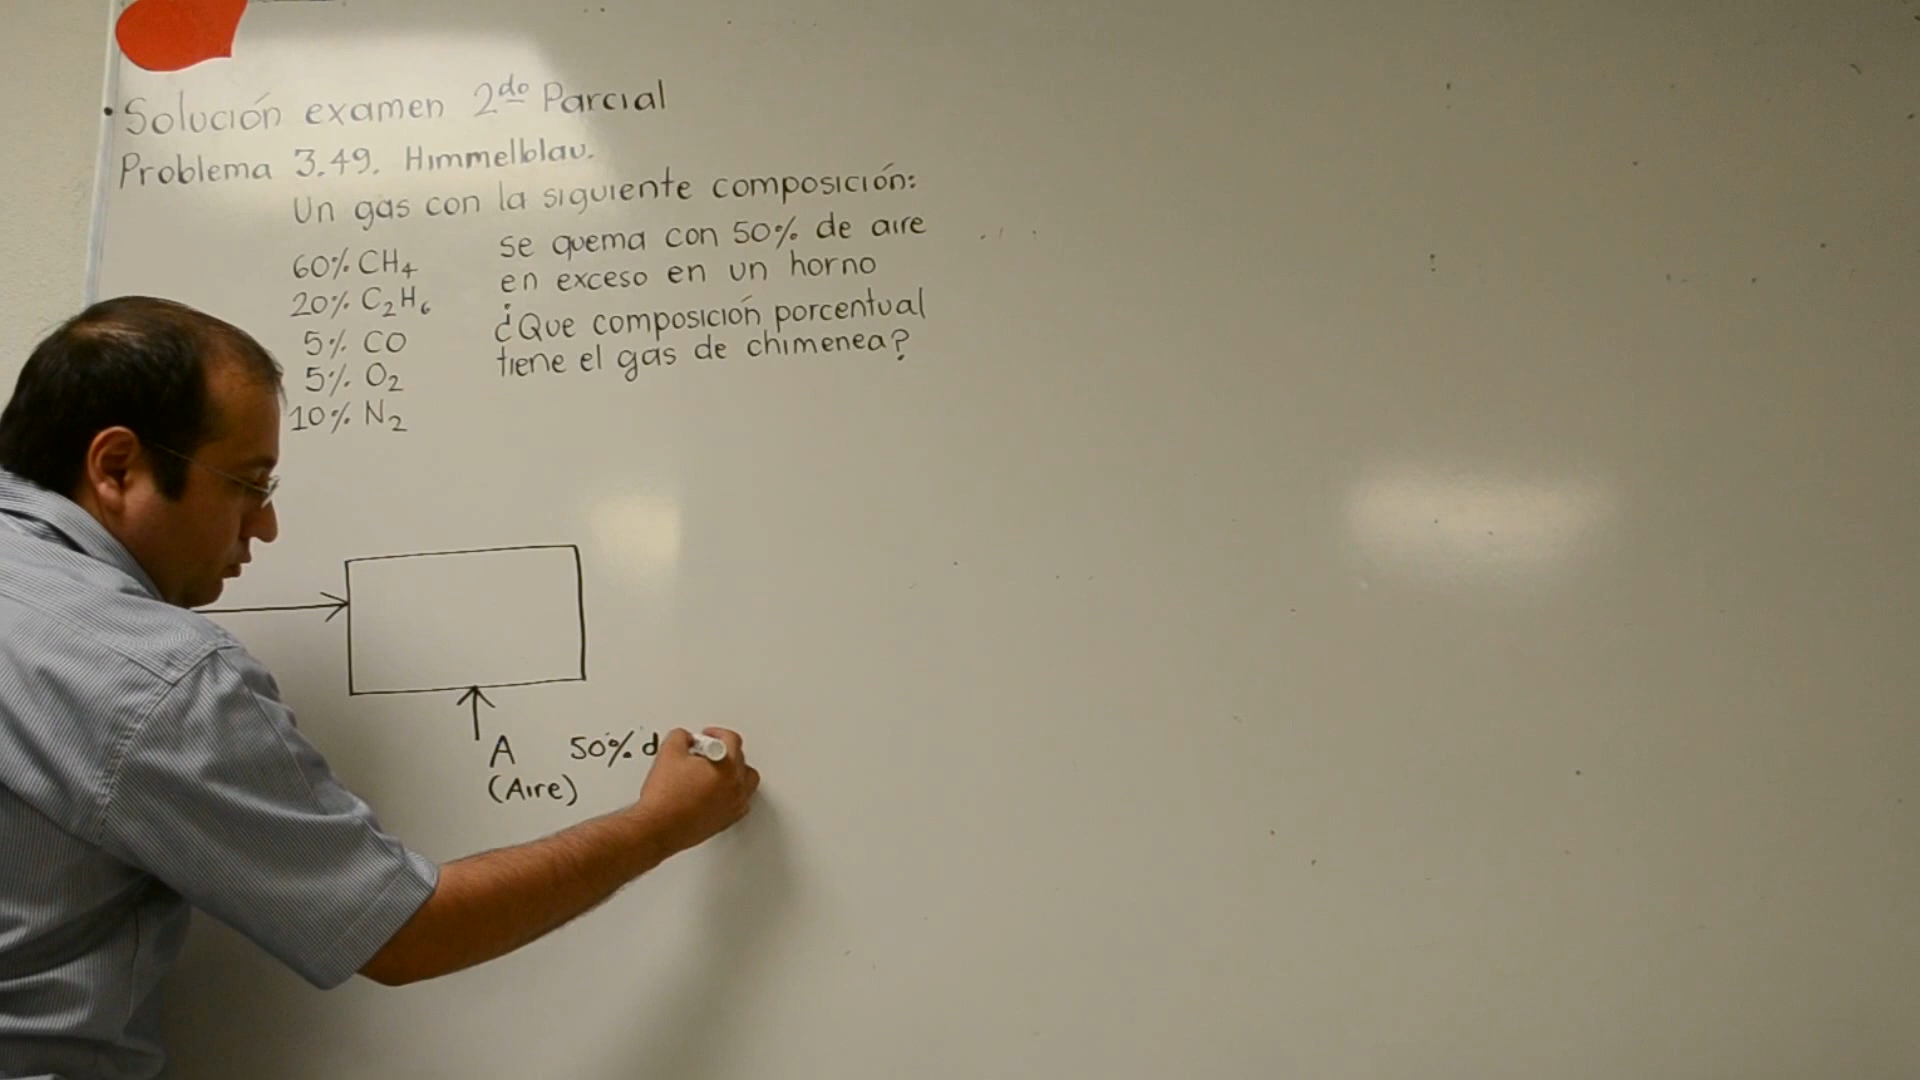 • Solución examen 2do Parcial
Problema 3.49. Himmelblau.
Un gas con la siguiente composición:
60% CH4
20% C2H6
5% CO
5% O2
10% N2
se quema con 50% de aire
en exceso en un horno
¿Que composición porcentual
tiene el gas de chimenea?
A 50% d
(Aire)